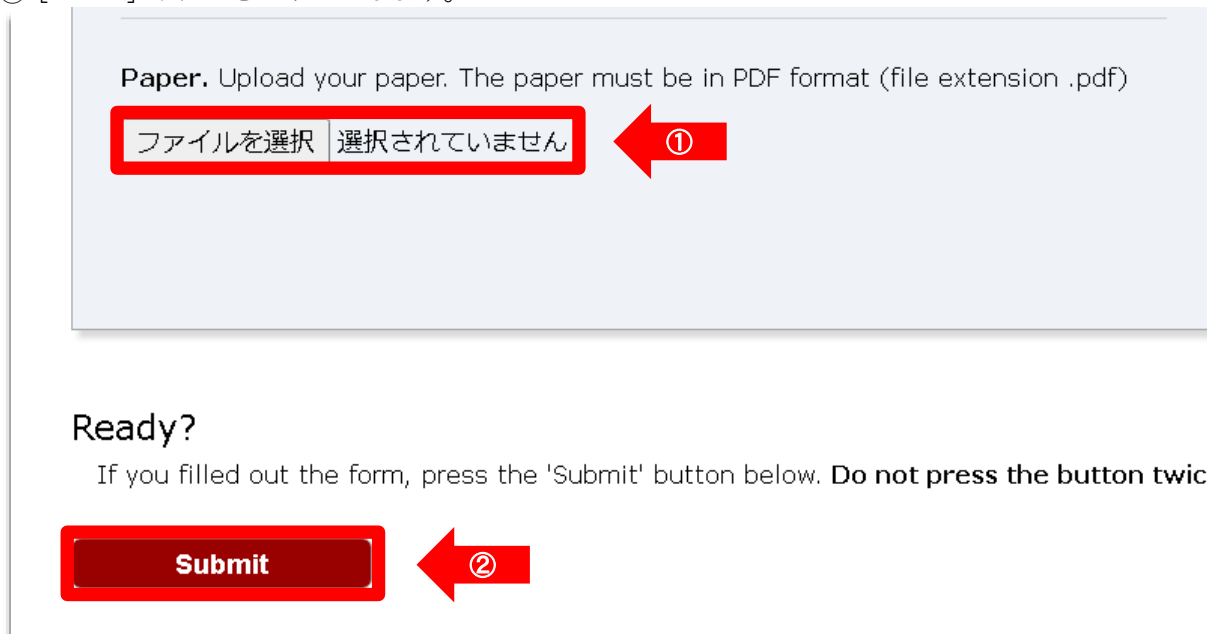 Paper. Upload your paper. The paper must be in PDF format (file extension .pdf)
ファイルを選択 選択されていません ①
Ready?
If you filled out the form, press the 'Submit' button below. Do not press the button twic
Submit ②